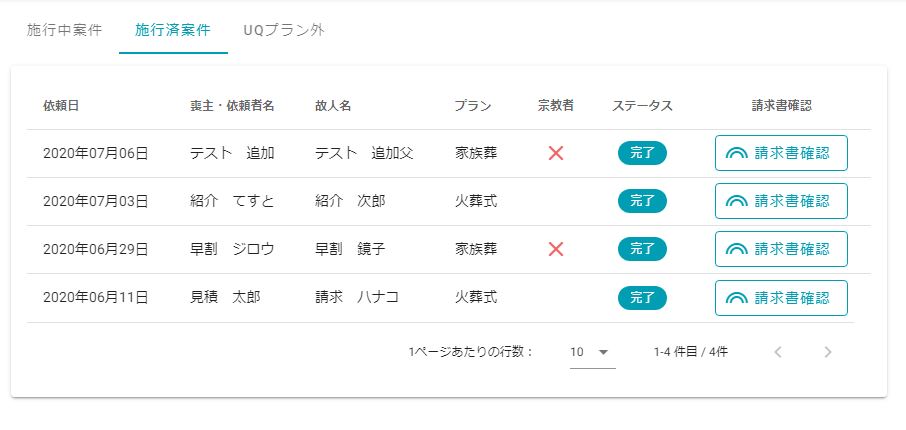 施行中案件 施行済案件 UQプラン外
依頼日 喪主・依頼者名 故人名 プラン 宗教者 ステータス 請求書確認
2020年07月06日 テスト　追加 テスト　追加父 家族葬 完了 請求書確認
2020年07月03日 紹介　てすと 紹介　次郎 火葬式 完了 請求書確認
2020年06月29日 早割　ジロウ 早割　鏡子 家族葬 完了 請求書確認
2020年06月11日 見積　太郎 請求　ハナコ 火葬式 完了 請求書確認
1ページあたりの行数： 10 1-4 件目 / 4件